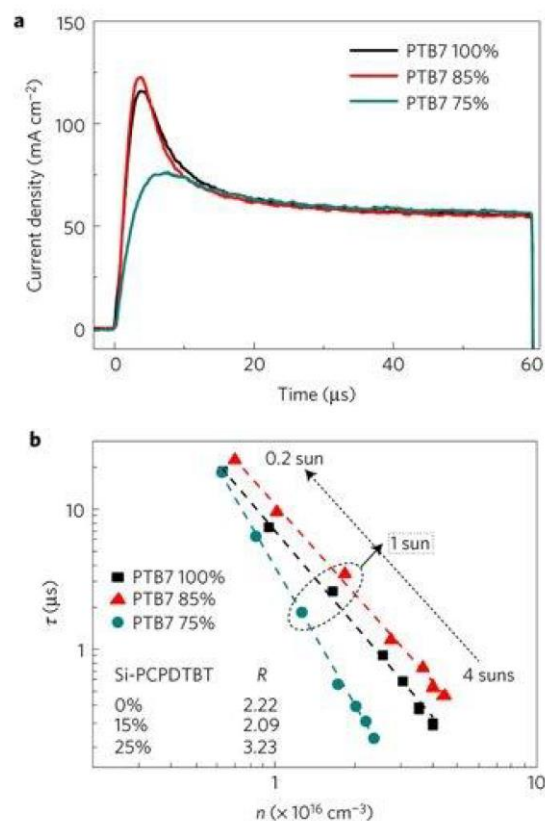 a
150
100
50
0
Current density (mA cm⁻²)
PTB7 100%
PTB7 85%
PTB7 75%
0 20 40 60
Time (μs)
b
10
1
τ (μs)
0.2 sun
1 sun
4 suns
PTB7 100%
PTB7 85%
PTB7 75%
Si-PCPDTBT R
0% 2.22
15% 2.09
25% 3.23
1 10
n (× 10¹⁶ cm⁻³)